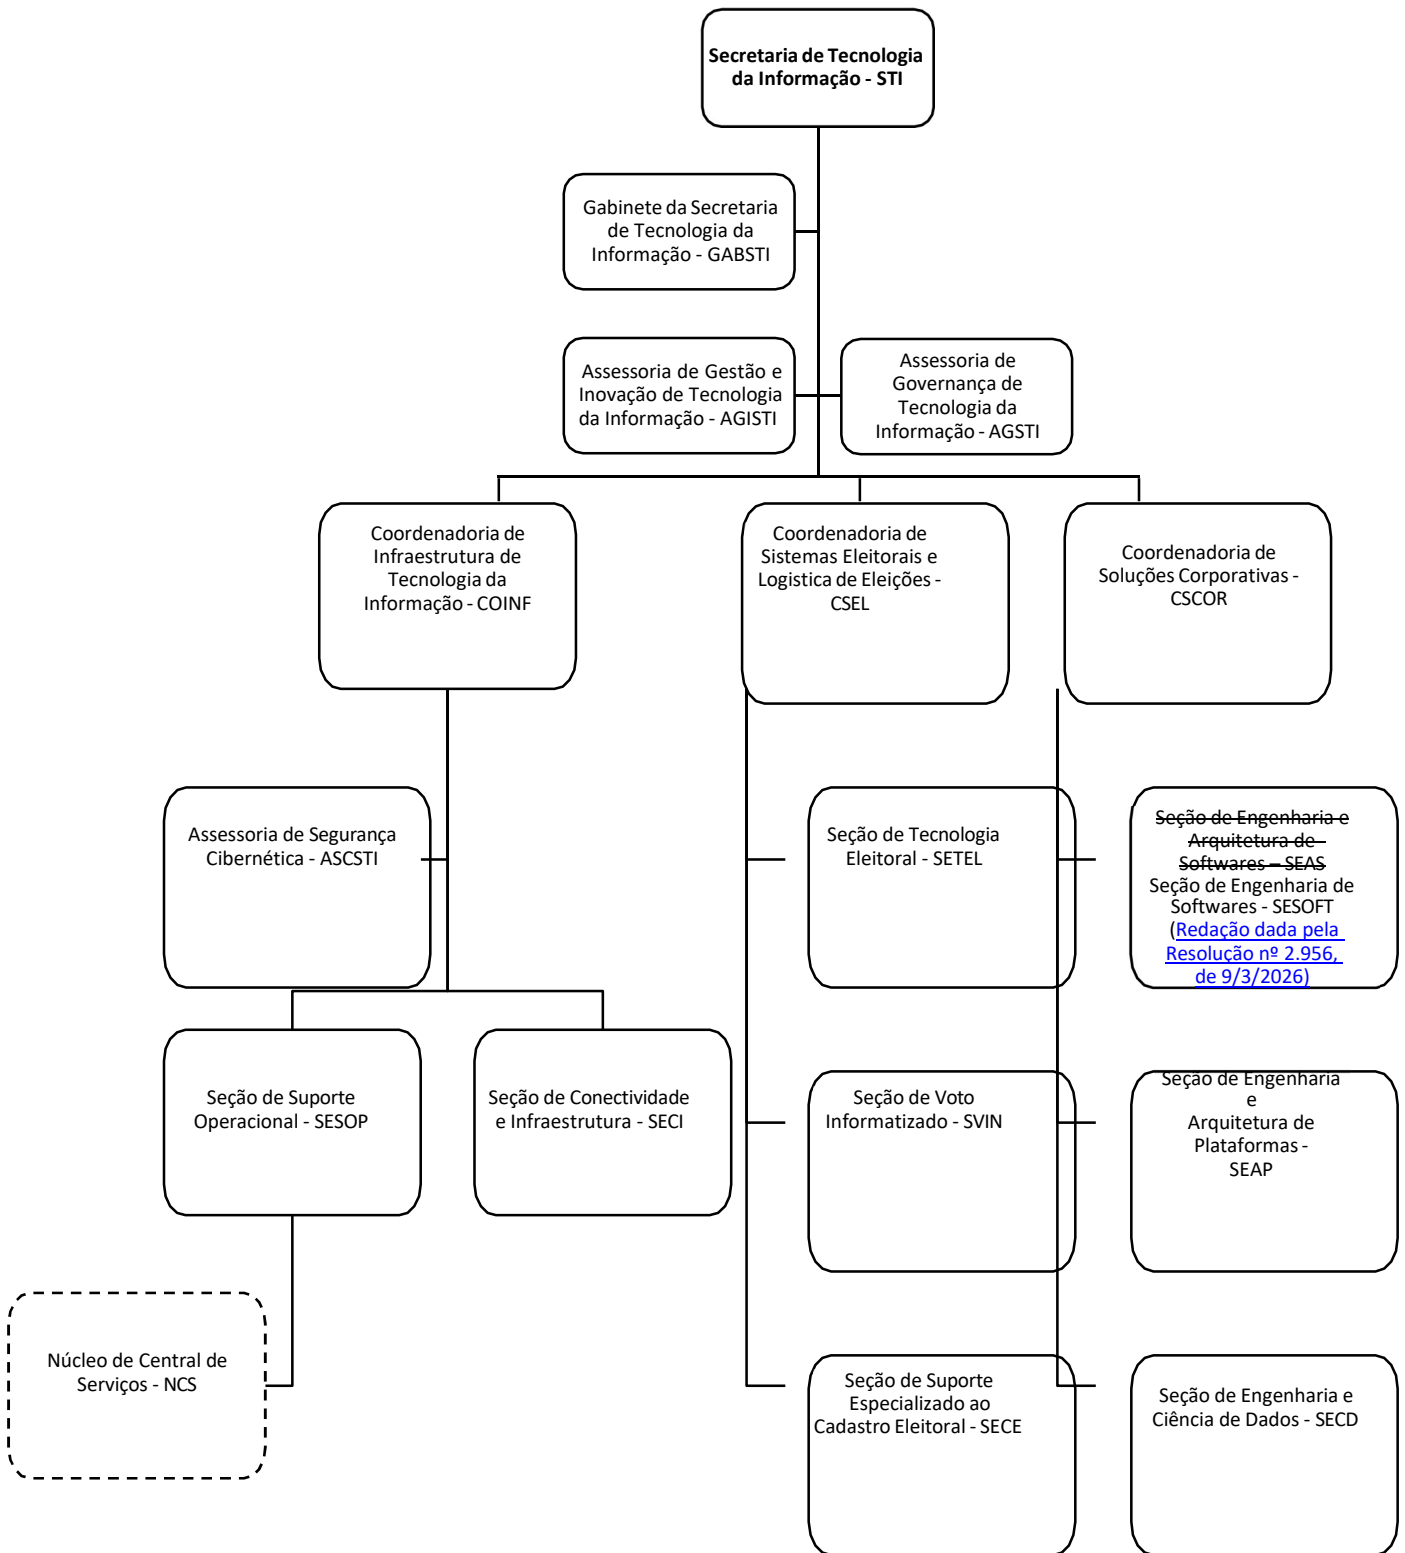 Secretaria de Tecnologia
da Informação - STI
Gabinete da Secretaria
de Tecnologia da
Informação - GABSTI
Assessoria de Gestão e
Inovação de Tecnologia
da Informação - AGISTI
Assessoria de
Governança de
Tecnologia da
Informação - AGSTI
Coordenadoria de
Infraestrutura de
Tecnologia da
Informação - COINF
Coordenadoria de
Sistemas Eleitorais e
Logistica de Eleições -
CSEL
Coordenadoria de
Soluções Corporativas -
CSCOR
Assessoria de Segurança
Cibernética - ASCSTI
Seção de Tecnologia
Eleitoral - SETEL
Seção de Engenharia e
Arquitetura de
Softwares – SEAS
Seção de Engenharia de
Softwares - SESOFT
(Redação dada pela
Resolução nº 2.956,
de 9/3/2026)
Seção de Suporte
Operacional - SESOP
Seção de Conectividade
e Infraestrutura - SECI
Seção de Voto
Informatizado - SVIN
Seção de Engenharia
e
Arquitetura de
Plataformas -
SEAP
Núcleo de Central de
Serviços - NCS
Seção de Suporte
Especializado ao
Cadastro Eleitoral - SECE
Seção de Engenharia e
Ciência de Dados - SECD